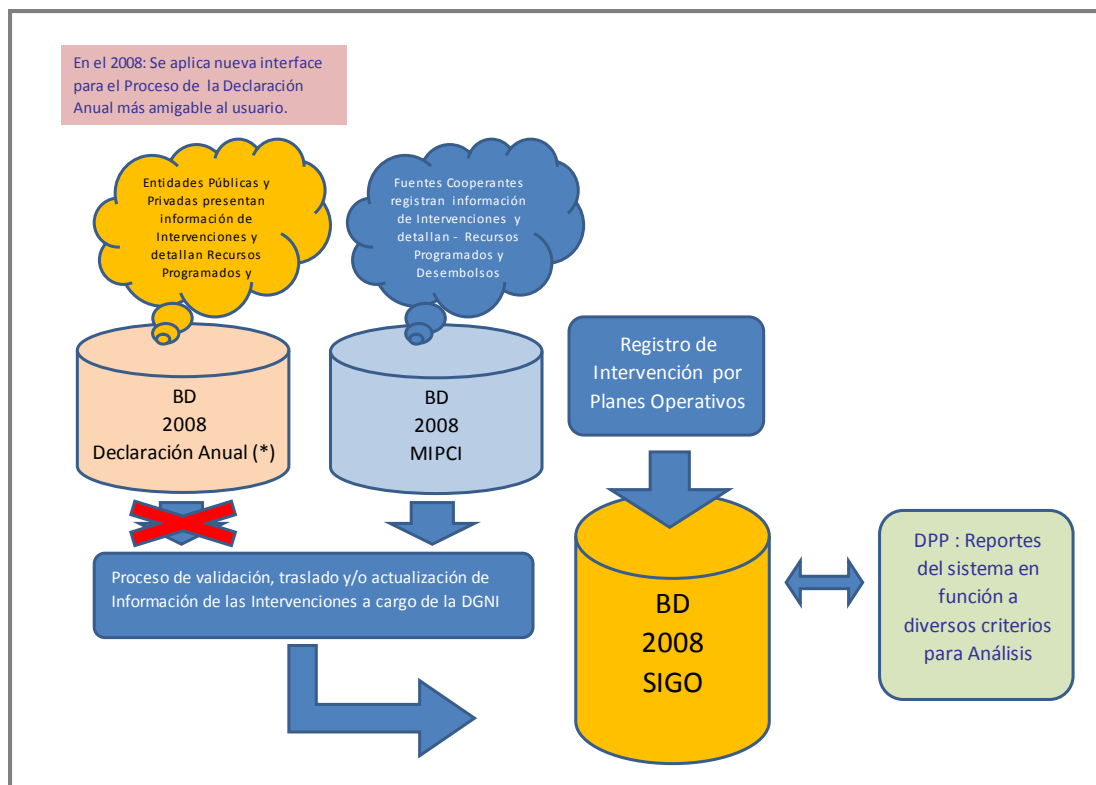 En el 2008: Se aplica nueva interface
para el Proceso de la Declaración
Anual más amigable al usuario.
Entidades Públicas y
Privadas presentan
información de
Intervenciones y
detallan Recursos
Programados y
Fuentes Cooperantes
registran información
de Intervenciones y
detallan - Recursos
Programados y
Desembolsos
BD
2008
Declaración Anual (*)
BD
2008
MIPCI
Registro de
Intervención por
Planes Operativos
Proceso de validación, traslado y/o actualización de
Información de las Intervenciones a cargo de la DGNI
BD
2008
SIGO
DPP : Reportes
del sistema en
función a
diversos criterios
para Análisis